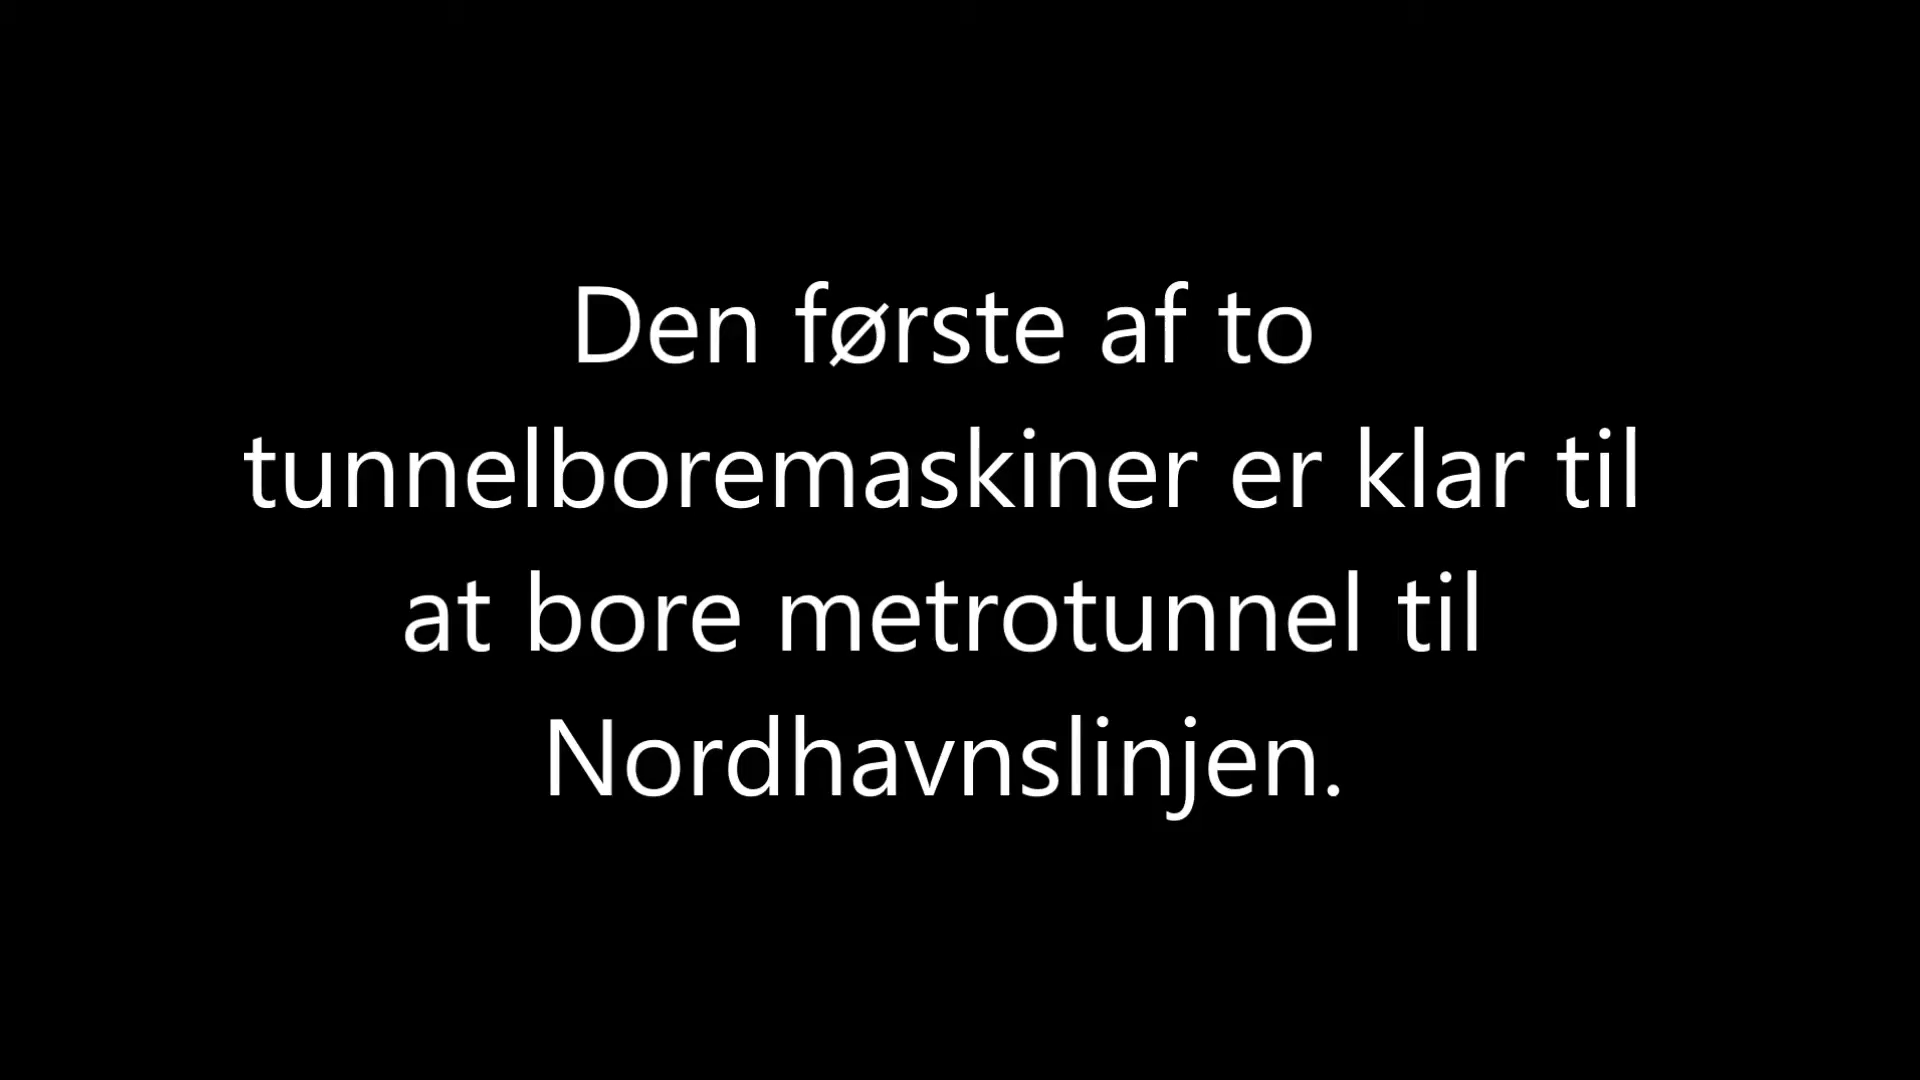 Den første af to
tunnelboremaskiner er klar til
at bore metrotunnel til
Nordhavnslinjen.